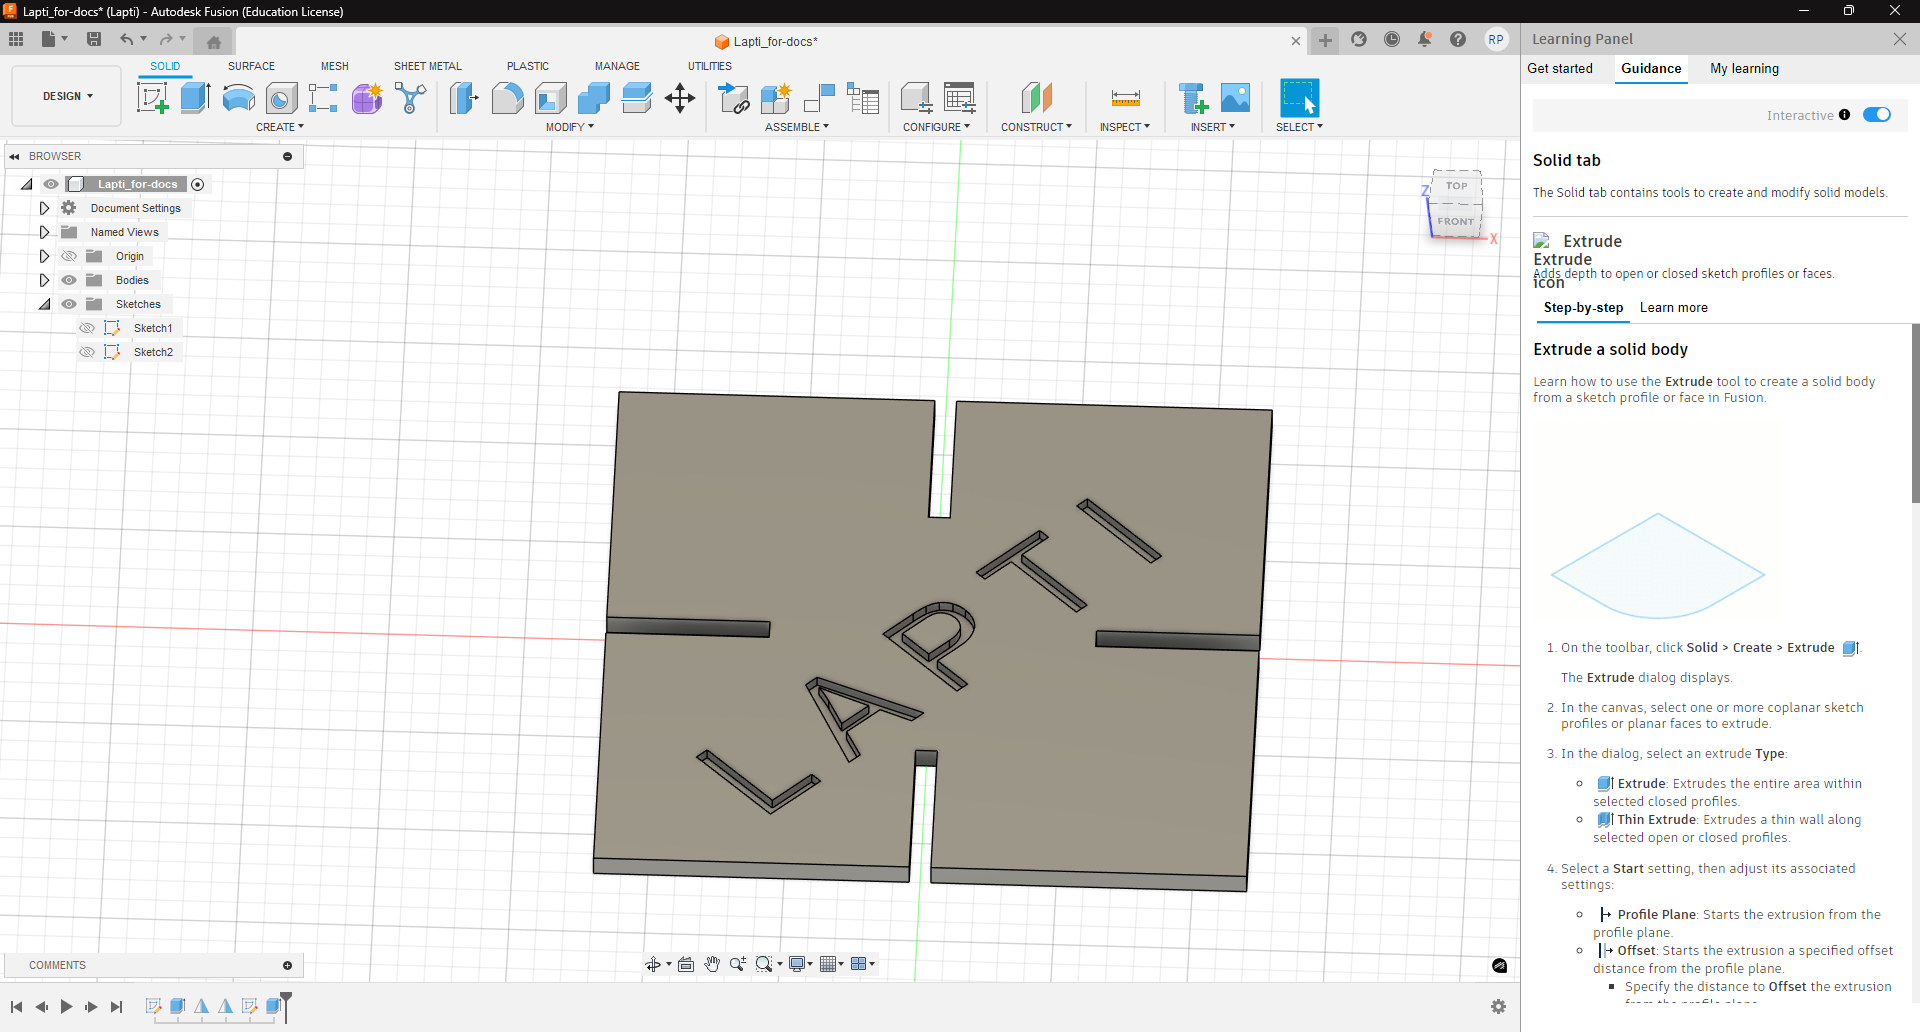 Lapti_for-docs* (Lapti) - Autodesk Fusion (Education License)
Lapti_for-docs*
RP
SOLID SURFACE MESH SHEET METAL PLASTIC MANAGE UTILITIES
DESIGN
CREATE MODIFY ASSEMBLE CONFIGURE CONSTRUCT INSPECT INSERT SELECT
BROWSER
Lapti_for-docs
Document Settings
Named Views
Origin
Bodies
Sketches
Sketch1
Sketch2
TOP
FRONT
Z
X
LAPTI
COMMENTS
Learning Panel
Get started Guidance My learning
Interactive
Solid tab
The Solid tab contains tools to create and modify solid models.
Extrude icon
Extrude
Adds depth to open or closed sketch profiles or faces.
Step-by-step Learn more
Extrude a solid body
Learn how to use the Extrude tool to create a solid body
from a sketch profile or face in Fusion.
1. On the toolbar, click Solid > Create > Extrude
The Extrude dialog displays.
2. In the canvas, select one or more coplanar sketch
profiles or planar faces to extrude.
3. In the dialog, select an extrude Type:
Extrude: Extrudes the entire area within
selected closed profiles.
Thin Extrude: Extrudes a thin wall along
selected open or closed profiles.
4. Select a Start setting, then adjust its associated
settings:
Profile Plane: Starts the extrusion from the
profile plane.
Offset: Starts the extrusion a specified offset
distance from the profile plane.
Specify the distance to Offset the extrusion
from the profile plane.